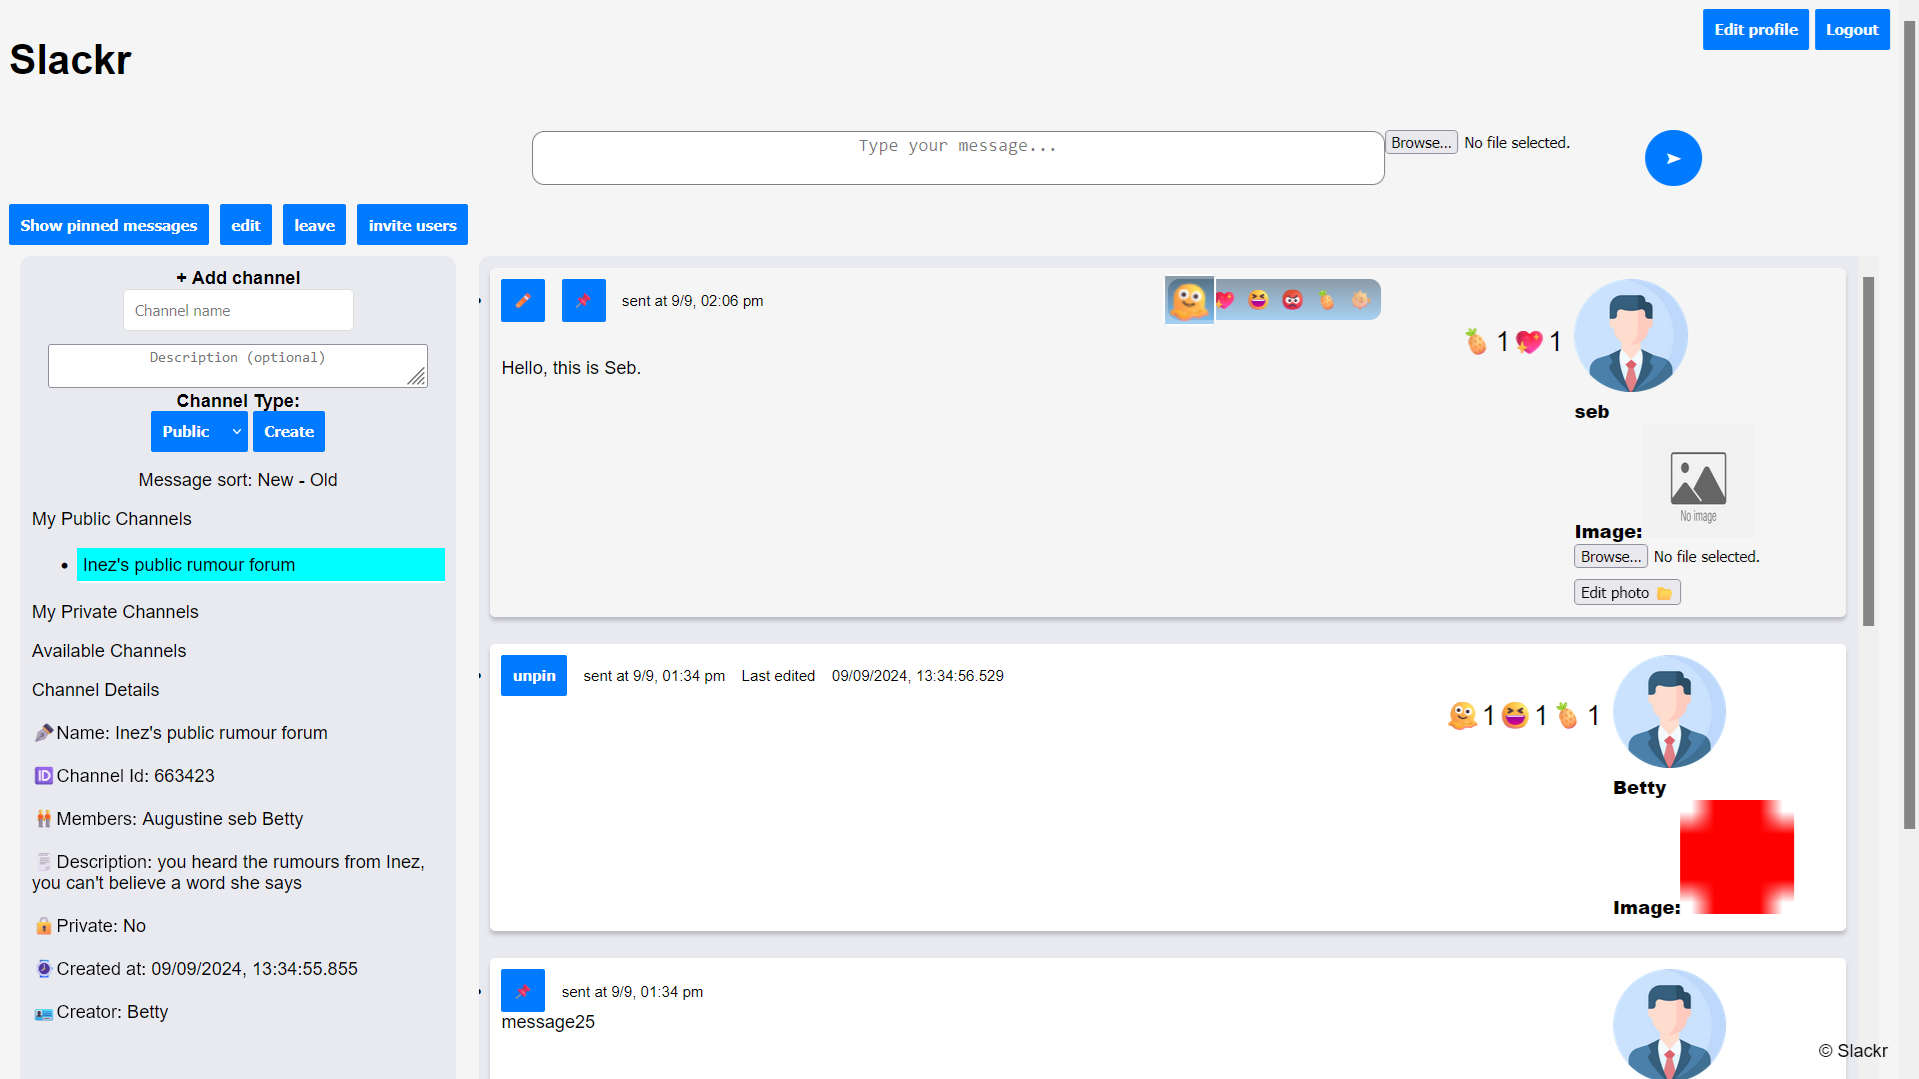 Edit profile Logout
Slackr
Type your message... Browse... No file selected.
Show pinned messages edit leave invite users
+ Add channel
Channel name
Description (optional)
Channel Type:
Public Create
Message sort: New - Old
My Public Channels
Inez's public rumour forum
My Private Channels
Available Channels
Channel Details
Name: Inez's public rumour forum
🆔Channel Id: 663423
Members: Augustine seb Betty
Description: you heard the rumours from Inez,
you can't believe a word she says
Private: No
Created at: 09/09/2024, 13:34:55.855
Creator: Betty
sent at 9/9, 02:06 pm
1 1
Hello, this is Seb.
seb
No image
Image:
Browse... No file selected.
Edit photo
unpin sent at 9/9, 01:34 pm Last edited 09/09/2024, 13:34:56.529
1 1 1
Betty
Image:
sent at 9/9, 01:34 pm
message25
© Slackr